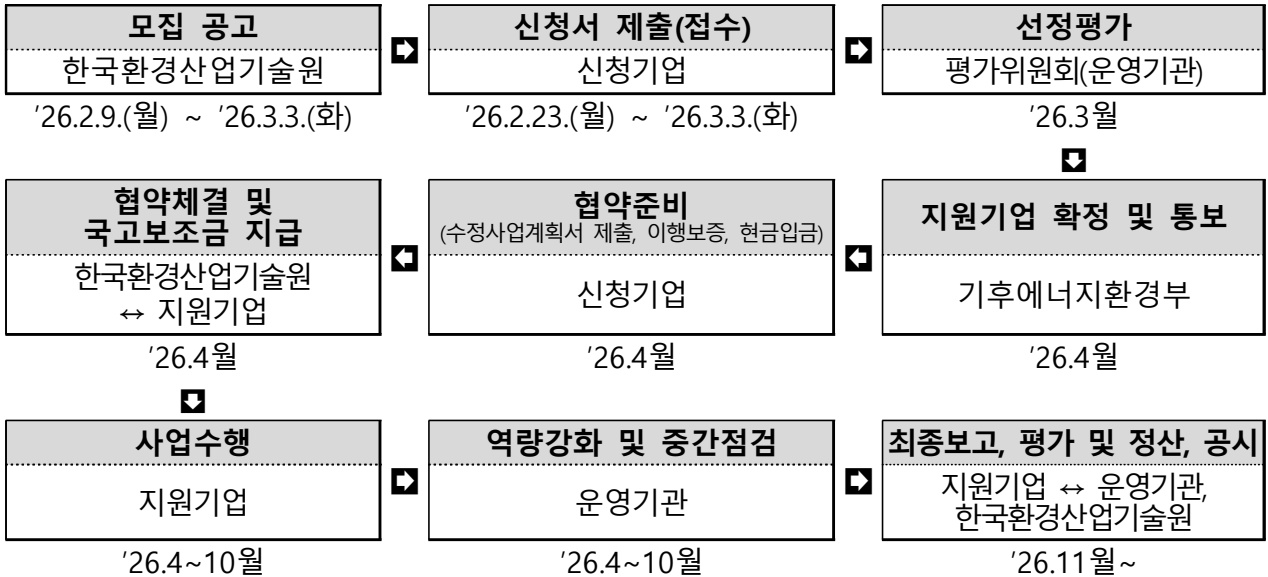 모집 공고
한국환경산업기술원
'26.2.9.(월) ~ '26.3.3.(화)
신청서 제출(접수)
신청기업
'26.2.23.(월) ~ '26.3.3.(화)
선정평가
평가위원회(운영기관)
'26.3월
지원기업 확정 및 통보
기후에너지환경부
'26.4월
협약준비
(수정사업계획서 제출, 이행보증, 현금입금)
신청기업
'26.4월
협약체결 및
국고보조금 지급
한국환경산업기술원
↔ 지원기업
'26.4월
사업수행
지원기업
'26.4~10월
역량강화 및 중간점검
운영기관
'26.4~10월
최종보고, 평가 및 정산, 공시
지원기업 ↔ 운영기관,
한국환경산업기술원
'26.11월~